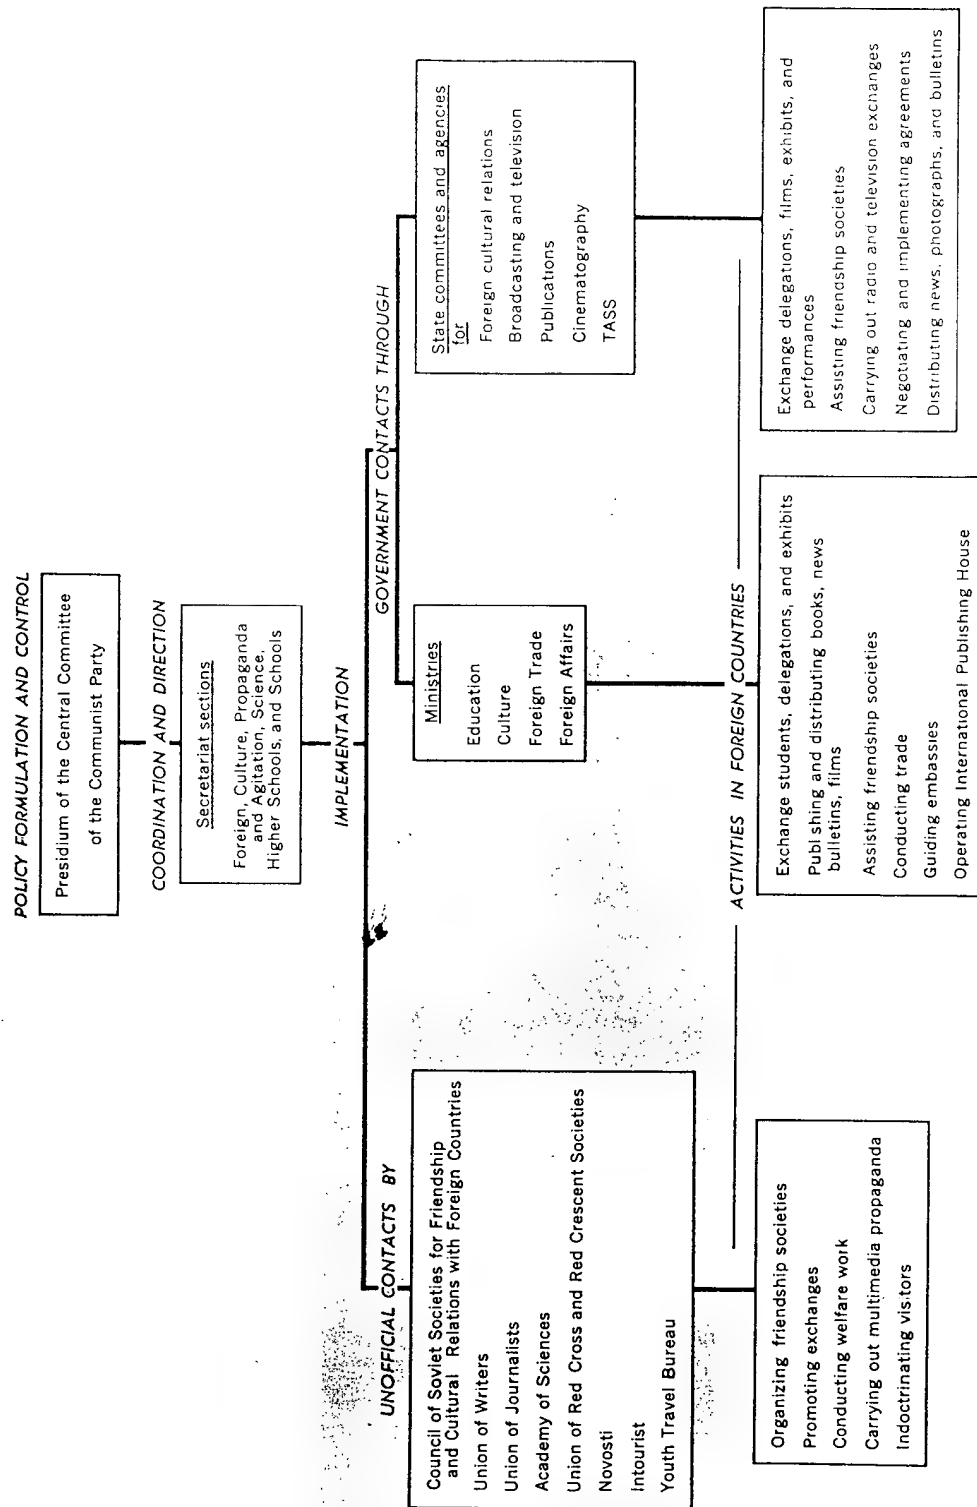 POLICY FORMULATION AND CONTROL
Presidium of the Central Committee
of the Communist Party
COORDINATION AND DIRECTION
Secretariat sections
Foreign, Culture, Propaganda
and Agitation, Science,
Higher Schools, and Schools
IMPLEMENTATION
UNOFFICIAL CONTACTS BY
Council of Soviet Societies for Friendship
and Cultural Relations with Foreign Countries
Union of Writers
Union of Journalists
Academy of Sciences
Union of Red Cross and Red Crescent Societies
Novosti
Intourist
Youth Travel Bureau
GOVERNMENT CONTACTS THROUGH
Ministries
Education
Culture
Foreign Trade
Foreign Affairs
State committees and agencies
for
Foreign cultural relations
Broadcasting and television
Publications
Cinematography
TASS
ACTIVITIES IN FOREIGN COUNTRIES
Organizing friendship societies
Promoting exchanges
Conducting welfare work
Carrying out multimedia propaganda
Indoctrinating visitors
Exchange students, delegations, and exhibits
Publishing and distributing books, news
bulletins, films
Assisting friendship societies
Conducting trade
Guiding embassies
Operating International Publishing House
Exchange delegations, films, exhibits, and
performances
Assisting friendship societies
Carrying out radio and television exchanges
Negotiating and implementing agreements
Distributing news, photographs, and bulletins